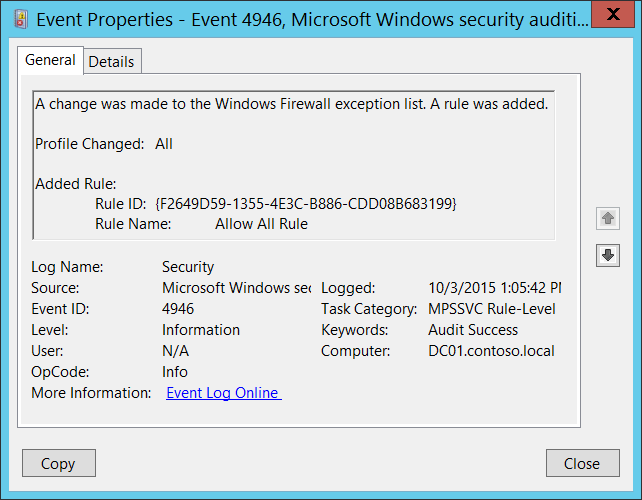 Event Properties - Event 4946, Microsoft Windows security auditi...
X
General Details
A change was made to the Windows Firewall exception list. A rule was added.
Profile Changed: All
Added Rule:
Rule ID: {F2649D59-1355-4E3C-B886-CDD08B683199}
Rule Name: Allow All Rule
Log Name: Security
Source: Microsoft Windows sec Logged: 10/3/2015 1:05:42 PM
Event ID: 4946 Task Category: MPSSVC Rule-Level
Level: Information Keywords: Audit Success
User: N/A Computer: DC01.contoso.local
OpCode: Info
More Information: Event Log Online
Copy Close